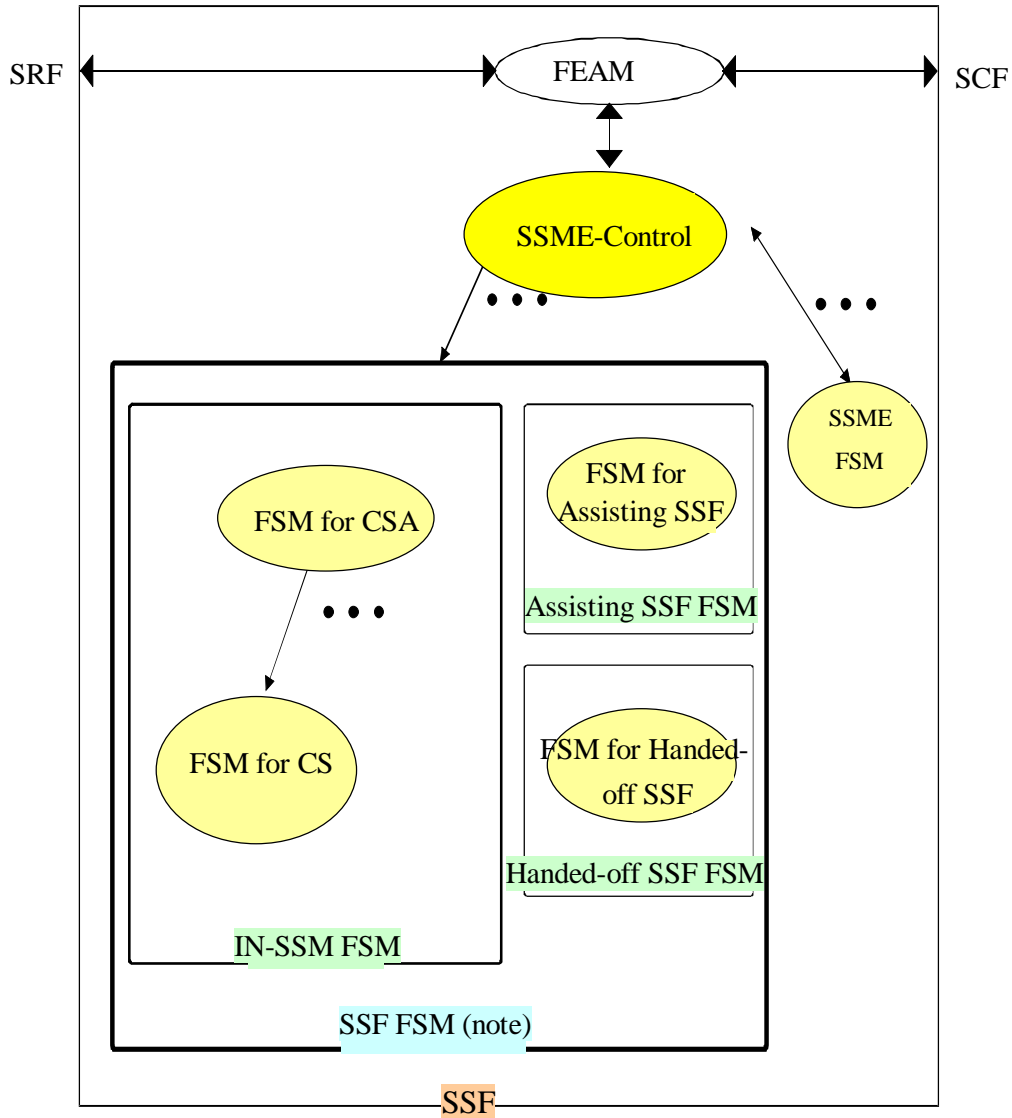 SRF
FEAM
SCF
SSME-Control
SSME
FSM
FSM for CSA
FSM for
Assisting SSF
Assisting SSF FSM
FSM for CS
FSM for Handed-
off SSF
Handed-off SSF FSM
IN-SSM FSM
SSF FSM (note)
SSF